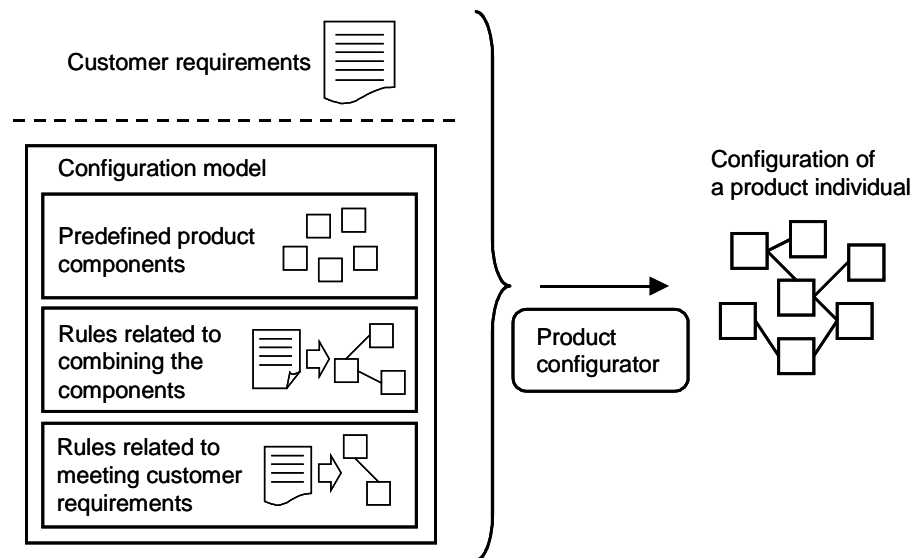 Customer requirements
Configuration model
Predefined product
components
Rules related to
combining the
components
Rules related to
meeting customer
requirements
Product
configurator
Configuration of
a product individual